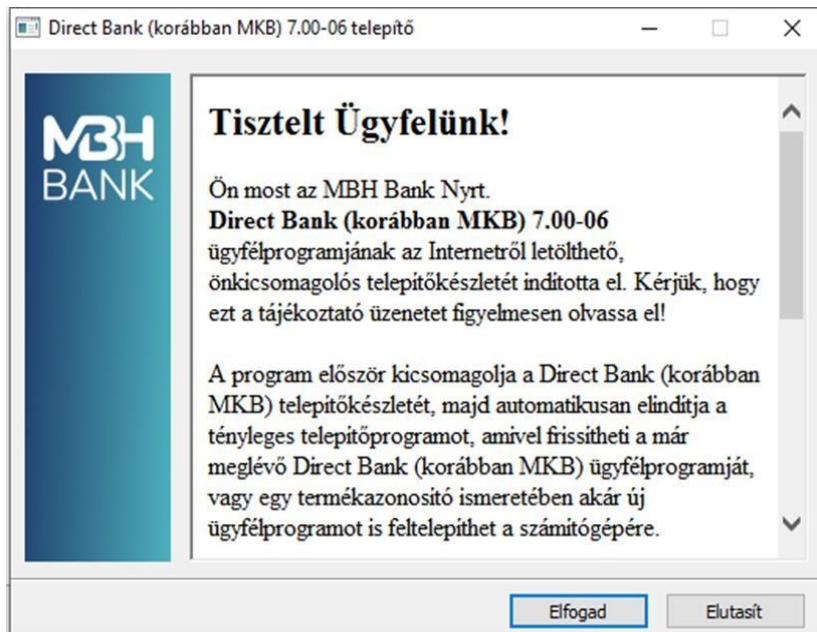 Direct Bank (korábban MKB) 7.00-06 telepítő
MBH
BANK
Tisztelt Ügyfelünk!
Ön most az MBH Bank Nyrt.
Direct Bank (korábban MKB) 7.00-06
ügyfélprogramjának az Internetről letölthető,
önkicsomagolós telepítőkészletét indította el. Kérjük, hogy
ezt a tájékoztató üzenetet figyelmesen olvassa el!
A program először kicsomagolja a Direct Bank (korábban
MKB) telepítőkészletét, majd automatikusan elindítja a
tényleges telepítőprogramot, amivel frissítheti a már
meglévő Direct Bank (korábban MKB) ügyfélprogramját,
vagy egy termékazonosító ismeretében akár új
ügyfélprogramot is feltelepíthet a számítógépére.
Elfogad
Elutasít